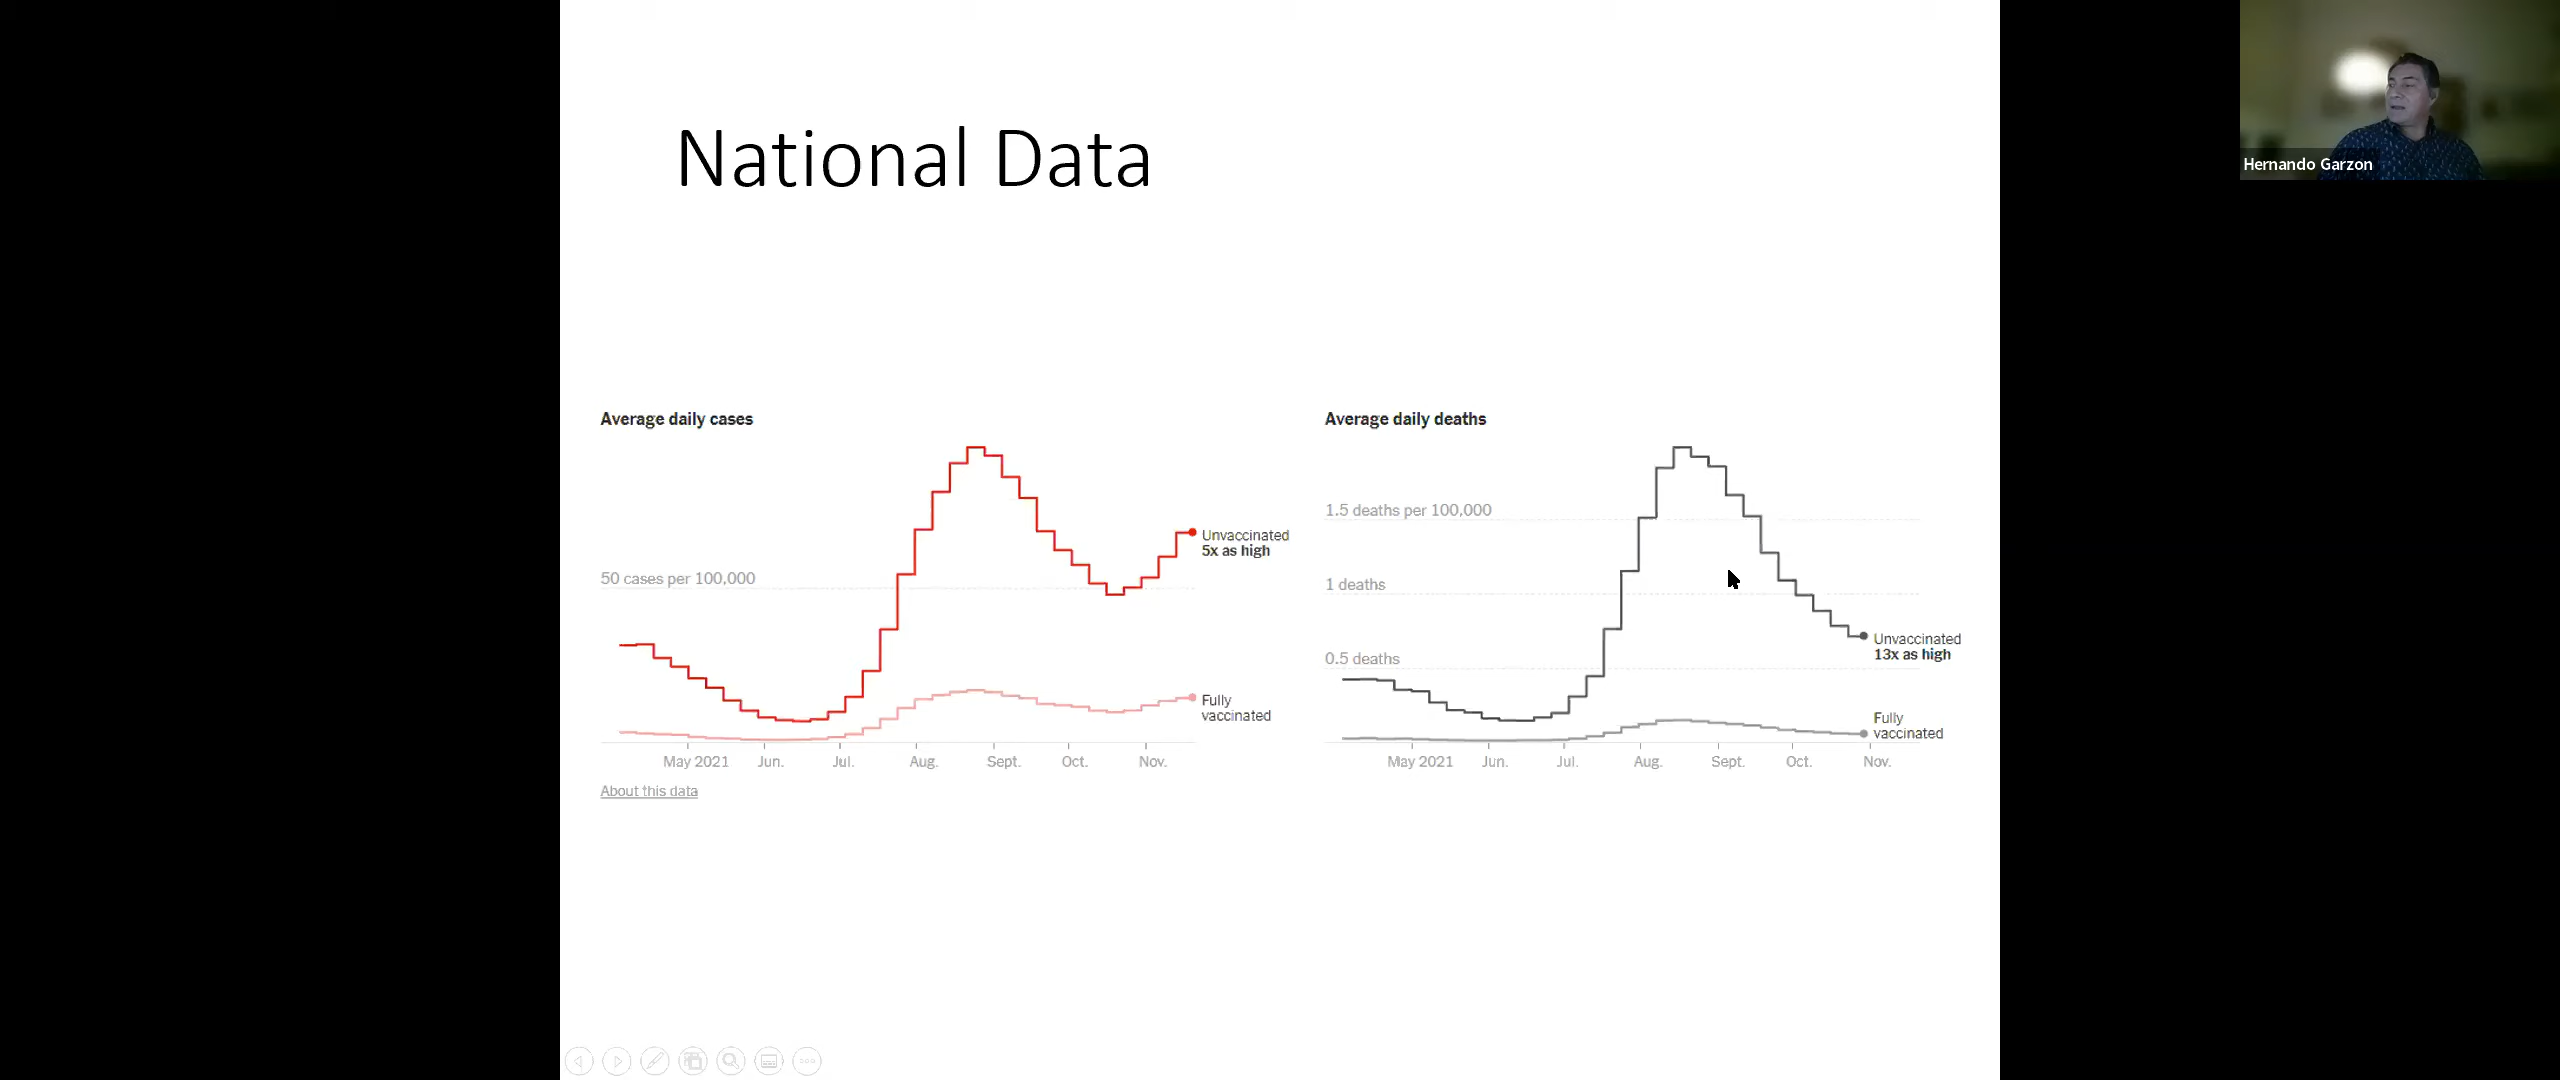 National Data
Hernando Garzon
Average daily cases
50 cases per 100,000
Unvaccinated
5x as high
Fully
vaccinated
May 2021 Jun. Jul. Aug. Sept. Oct. Nov.
About this data
Average daily deaths
1.5 deaths per 100,000
1 deaths
0.5 deaths
Unvaccinated
13x as high
Fully
vaccinated
May 2021 Jun. Jul. Aug. Sept. Oct. Nov.